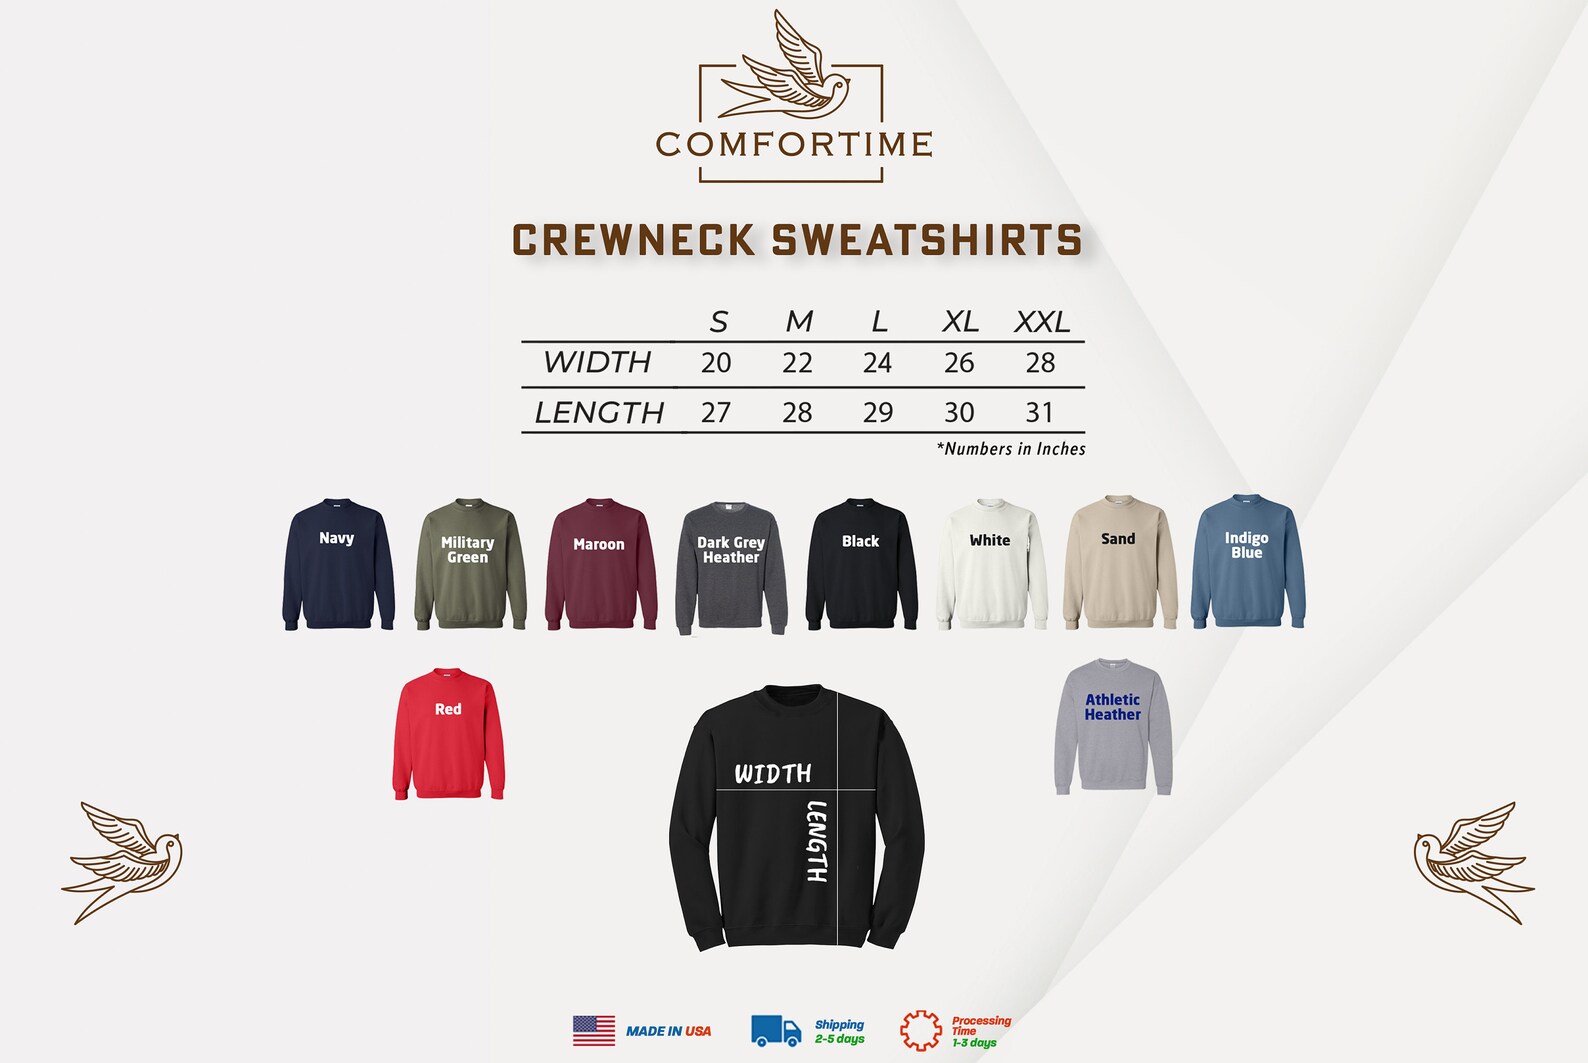 COMFORTIME
CREWNECK SWEATSHIRTS
S M L XL XXL
WIDTH 20 22 24 26 28
LENGTH 27 28 29 30 31
*Numbers in Inches
Navy
Military
Green
Maroon
Dark Grey
Heather
Black
White
Sand
Indigo
Blue
Red
Athletic
Heather
WIDTH
LENGTH
MADE IN USA
Shipping
2-5 days
Processing
Time
1-3 days